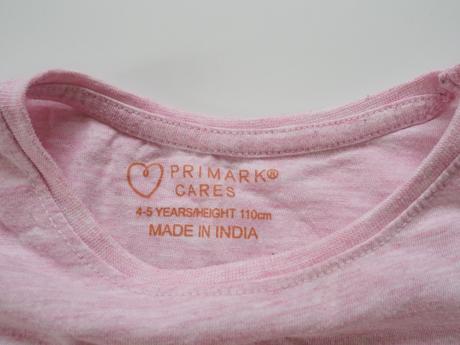 PRIMARK®
CARES
4-5 YEARS/HEIGHT 110cm
MADE IN INDIA